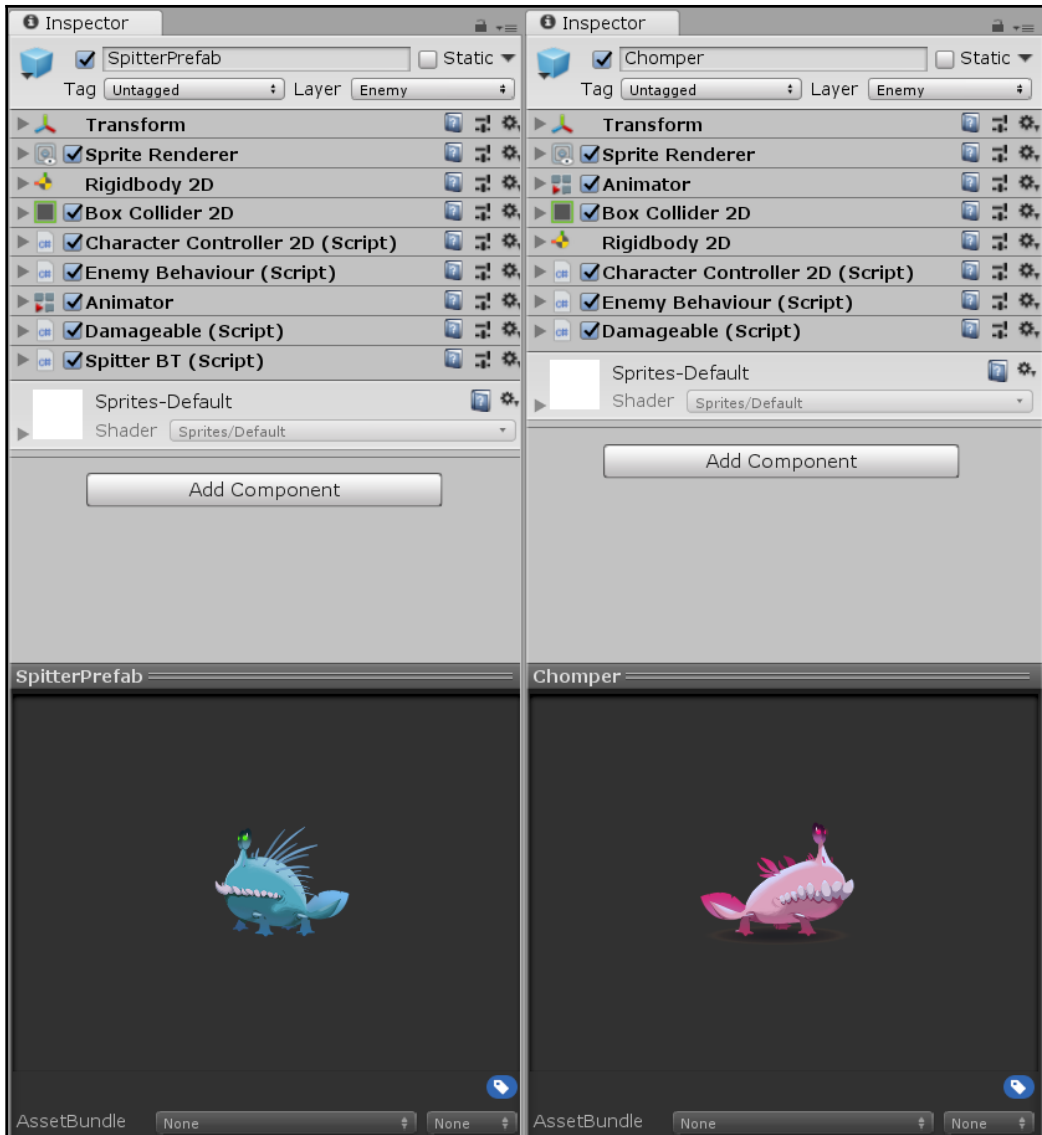 Inspector
SpitterPrefab
Static
Tag Untagged Layer Enemy
Transform
Sprite Renderer
Rigidbody 2D
Box Collider 2D
Character Controller 2D (Script)
Enemy Behaviour (Script)
Animator
Damageable (Script)
Spitter BT (Script)
Sprites-Default
Shader Sprites/Default
Add Component
SpitterPrefab
AssetBundle None None
Inspector
Chomper
Static
Tag Untagged Layer Enemy
Transform
Sprite Renderer
Animator
Box Collider 2D
Rigidbody 2D
Character Controller 2D (Script)
Enemy Behaviour (Script)
Damageable (Script)
Sprites-Default
Shader Sprites/Default
Add Component
Chomper
AssetBundle None None